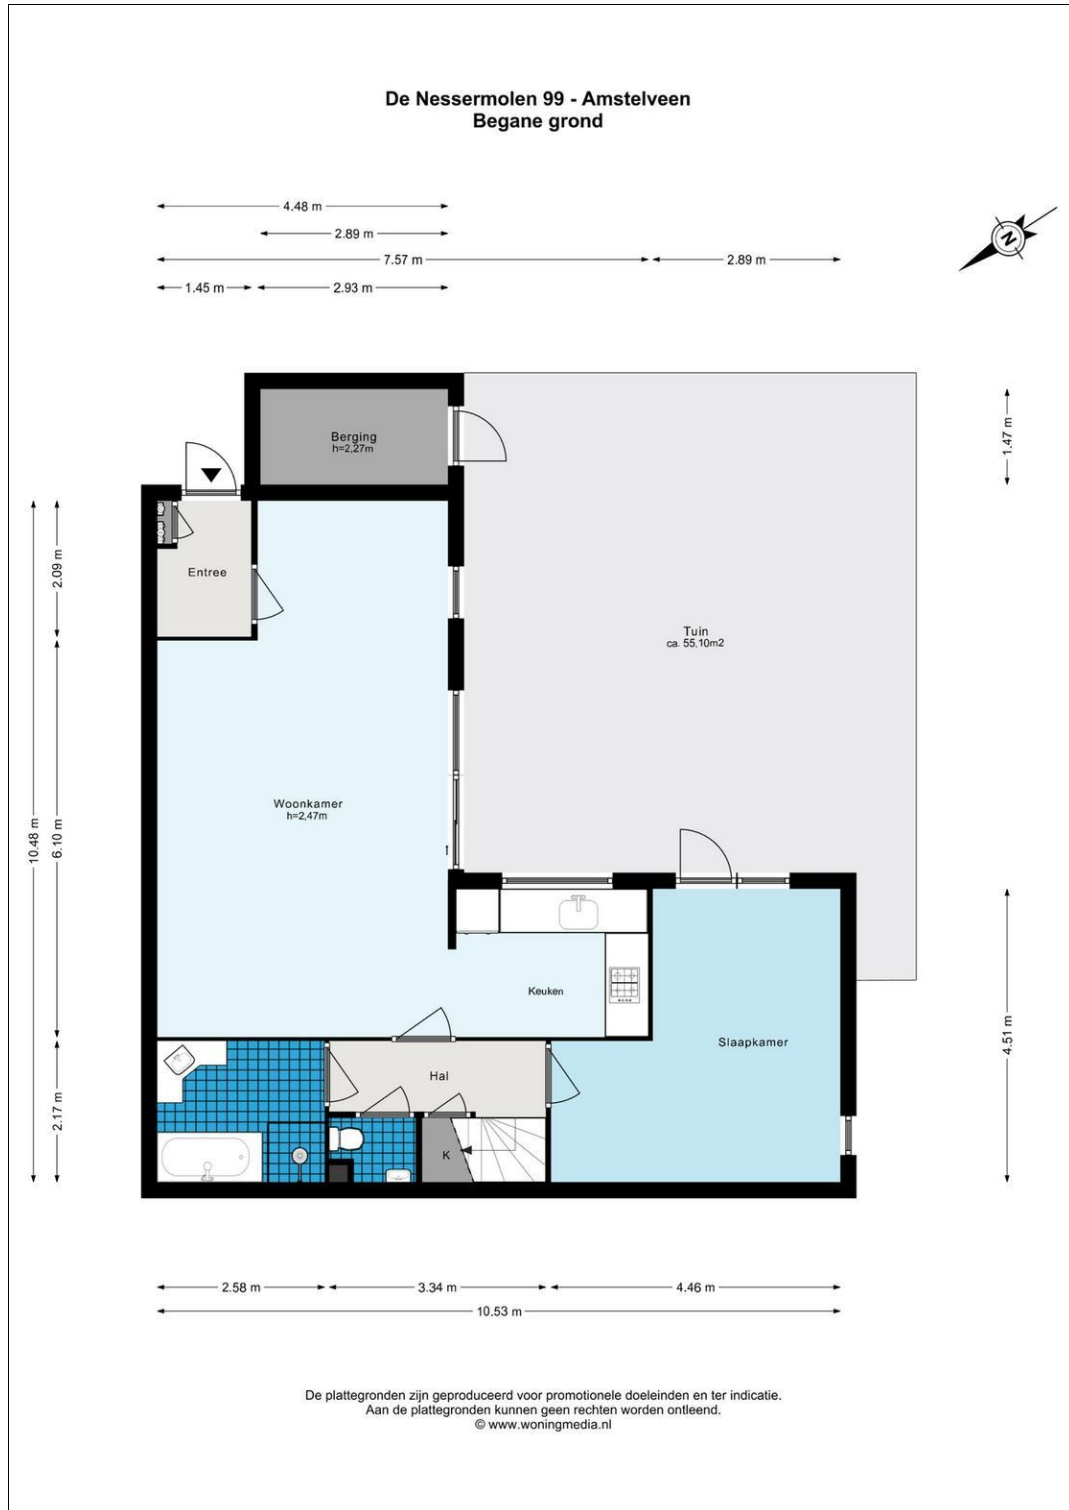 De Nessermolen 99 - Amstelveen
Begane grond
4.48 m
2.89 m
7.57 m
2.89 m
1.45 m
2.93 m
N
1.47 m
Berging
h=2,27m
Entree
2.09 m
Tuin
ca. 55,10m2
10.48 m
6.10 m
Woonkamer
h=2,47m
Keuken
Slaapkamer
4.51 m
Hal
2.17 m
K
2.58 m
3.34 m
4.46 m
10.53 m
De plattegronden zijn geproduceerd voor promotionele doeleinden en ter indicatie.
Aan de plattegronden kunnen geen rechten worden ontleend.
© www.woningmedia.nl